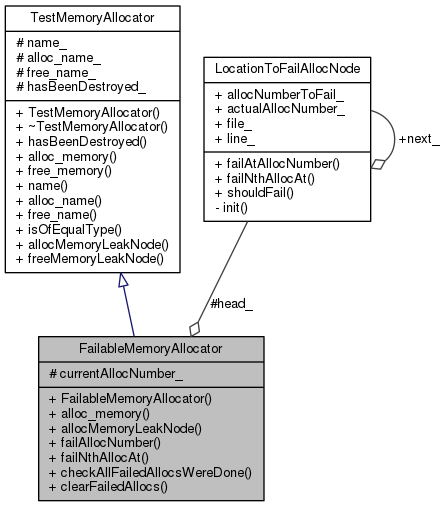 TestMemoryAllocator
# name_
# alloc_name_
# free_name_
# hasBeenDestroyed_
+ TestMemoryAllocator()
+ ~TestMemoryAllocator()
+ hasBeenDestroyed()
+ alloc_memory()
+ free_memory()
+ name()
+ alloc_name()
+ free_name()
+ isOfEqualType()
+ allocMemoryLeakNode()
+ freeMemoryLeakNode()
LocationToFailAllocNode
+ allocNumberToFail_
+ actualAllocNumber_
+ file_
+ line_
+ failAtAllocNumber()
+ failNthAllocAt()
+ shouldFail()
- init()
+next_
#head_
FailableMemoryAllocator
# currentAllocNumber_
+ FailableMemoryAllocator()
+ alloc_memory()
+ allocMemoryLeakNode()
+ failAllocNumber()
+ failNthAllocAt()
+ checkAllFailedAllocsWereDone()
+ clearFailedAllocs()